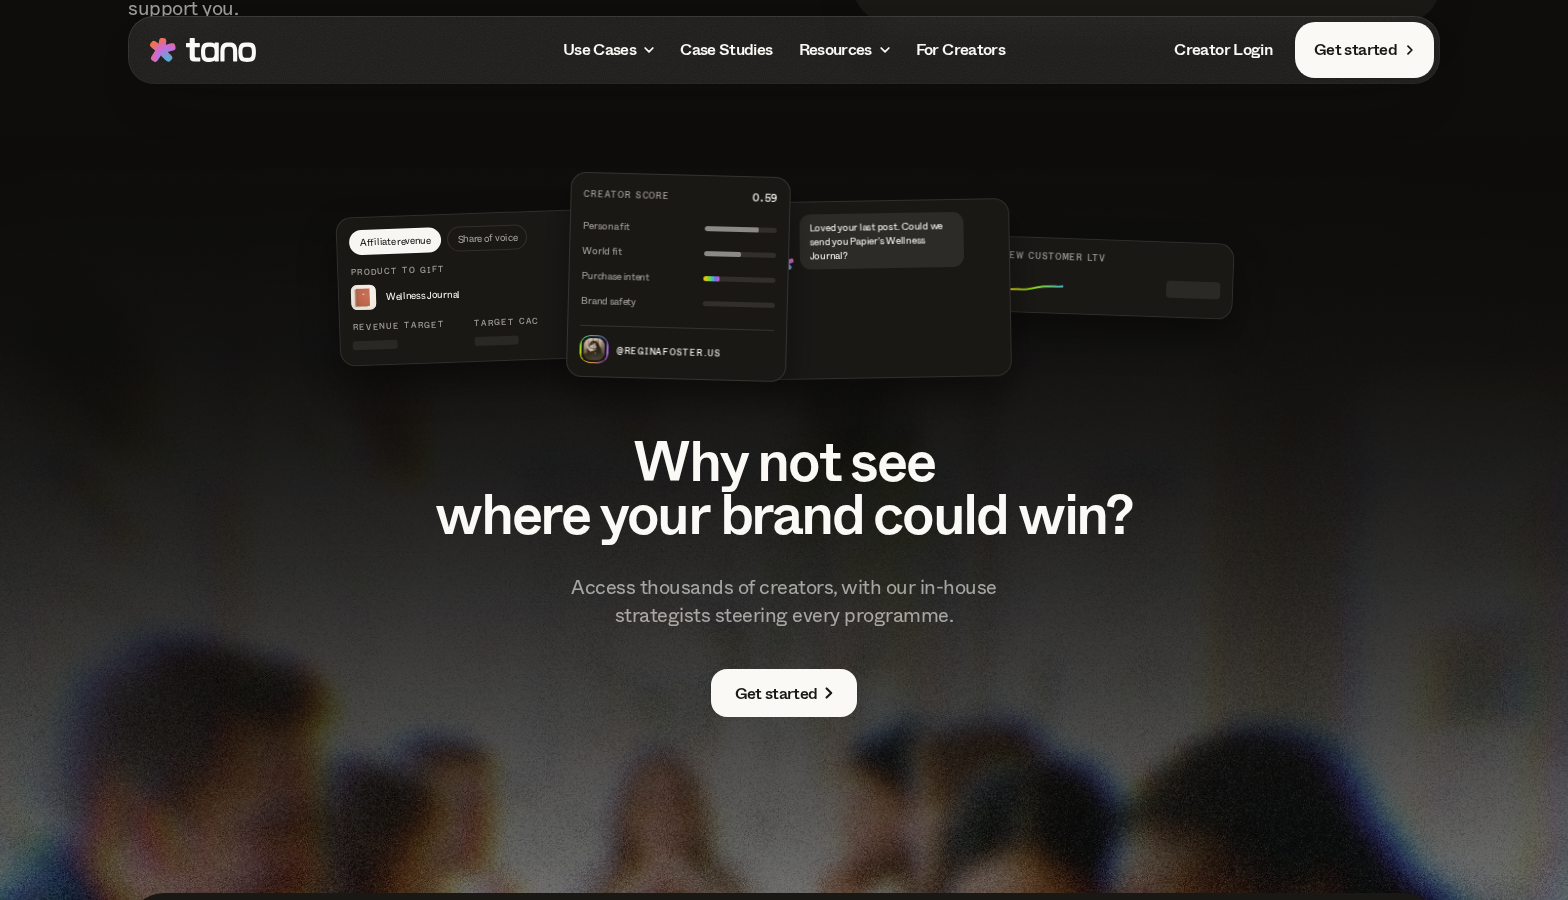 support you.
tano
Use Cases
Case Studies
Resources
For Creators
Creator Login
Get started
Affiliate revenue
Share of voice
PRODUCT TO GIFT
Wellness Journal
REVENUE TARGET
TARGET CAC
CREATOR SCORE
0.59
Persona fit
World fit
Purchase intent
Brand safety
@REGINAFOSTER.US
Loved your last post. Could we
send you Papier's Wellness
Journal?
EW CUSTOMER LTV
Why not see
where your brand could win?
Access thousands of creators, with our in-house
strategists steering every programme.
Get started